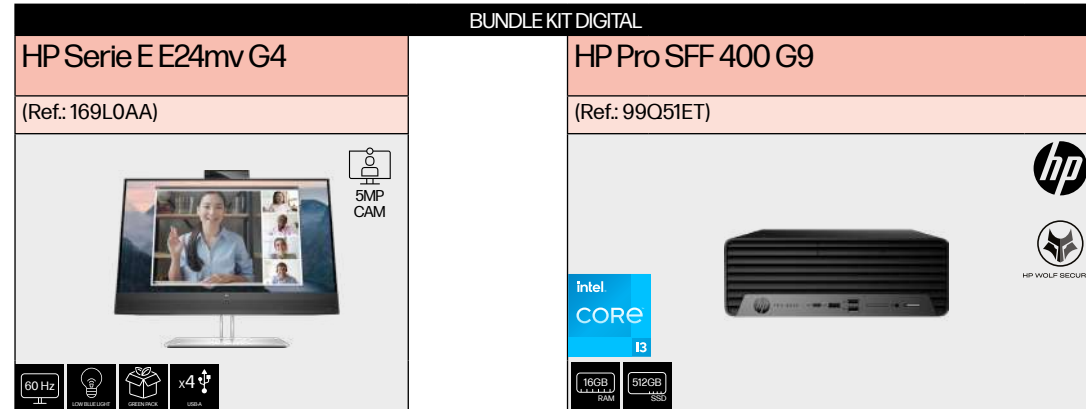 BUNDLE KIT DIGITAL
HP Serie E E24mv G4
(Ref.: 169L0AA)
5MP
CAM
60 Hz
LOW BLUE LIGHT
GREEN PACK
x4
USB-A
HP Pro SFF 400 G9
(Ref.: 99Q51ET)
hp
HP WOLF SECUR
intel.
CORE
i3
16GB
RAM
512GB
SSD